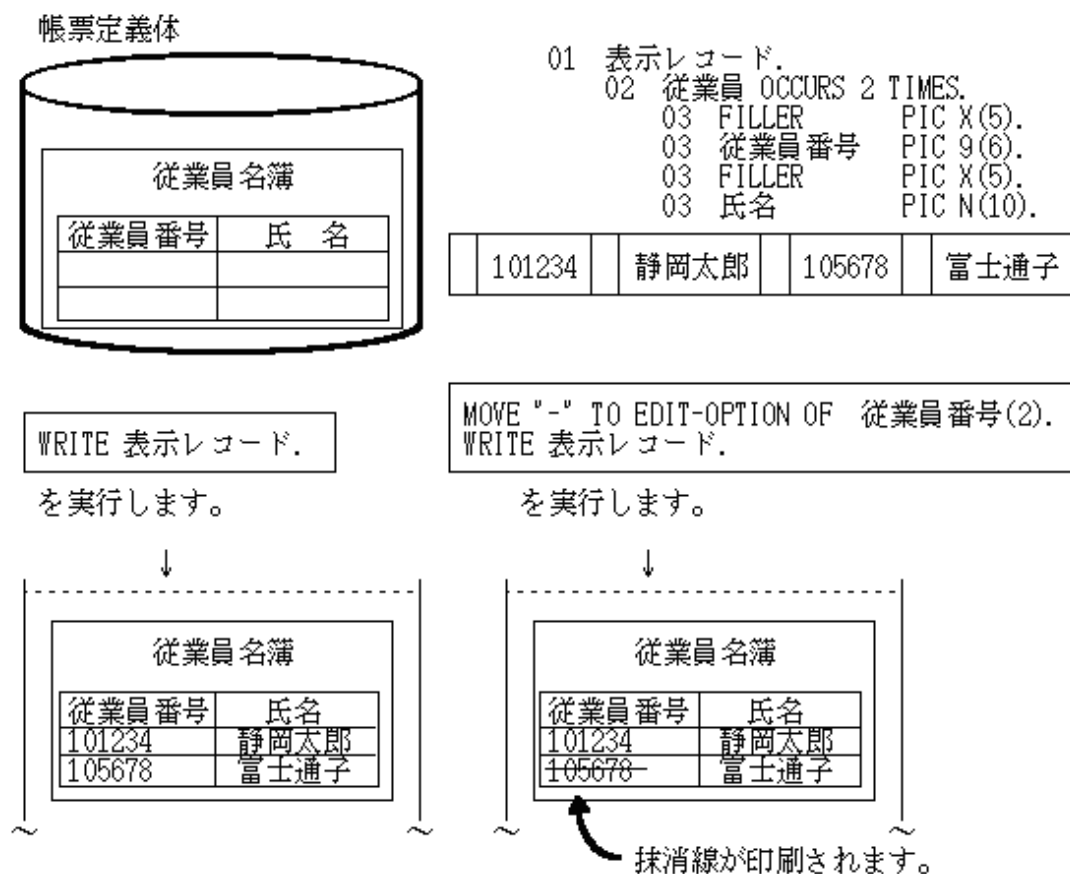 帳票定義体
従業員名簿
従業員番号 氏 名
01 表示レコード.
02 従業員 OCCURS 2 TIMES.
03 FILLER PIC X(5).
03 従業員番号 PIC 9(6).
03 FILLER PIC X(5).
03 氏名 PIC N(10).
101234 静岡太郎 105678 富士通子
WRITE 表示レコード.
を実行します。
↓
従業員名簿
従業員番号 氏名
101234 静岡太郎
105678 富士通子
MOVE "-" TO EDIT-OPTION OF 従業員番号(2).
WRITE 表示レコード.
を実行します。
↓
従業員名簿
従業員番号 氏名
101234 静岡太郎
105678 富士通子
抹消線が印刷されます。